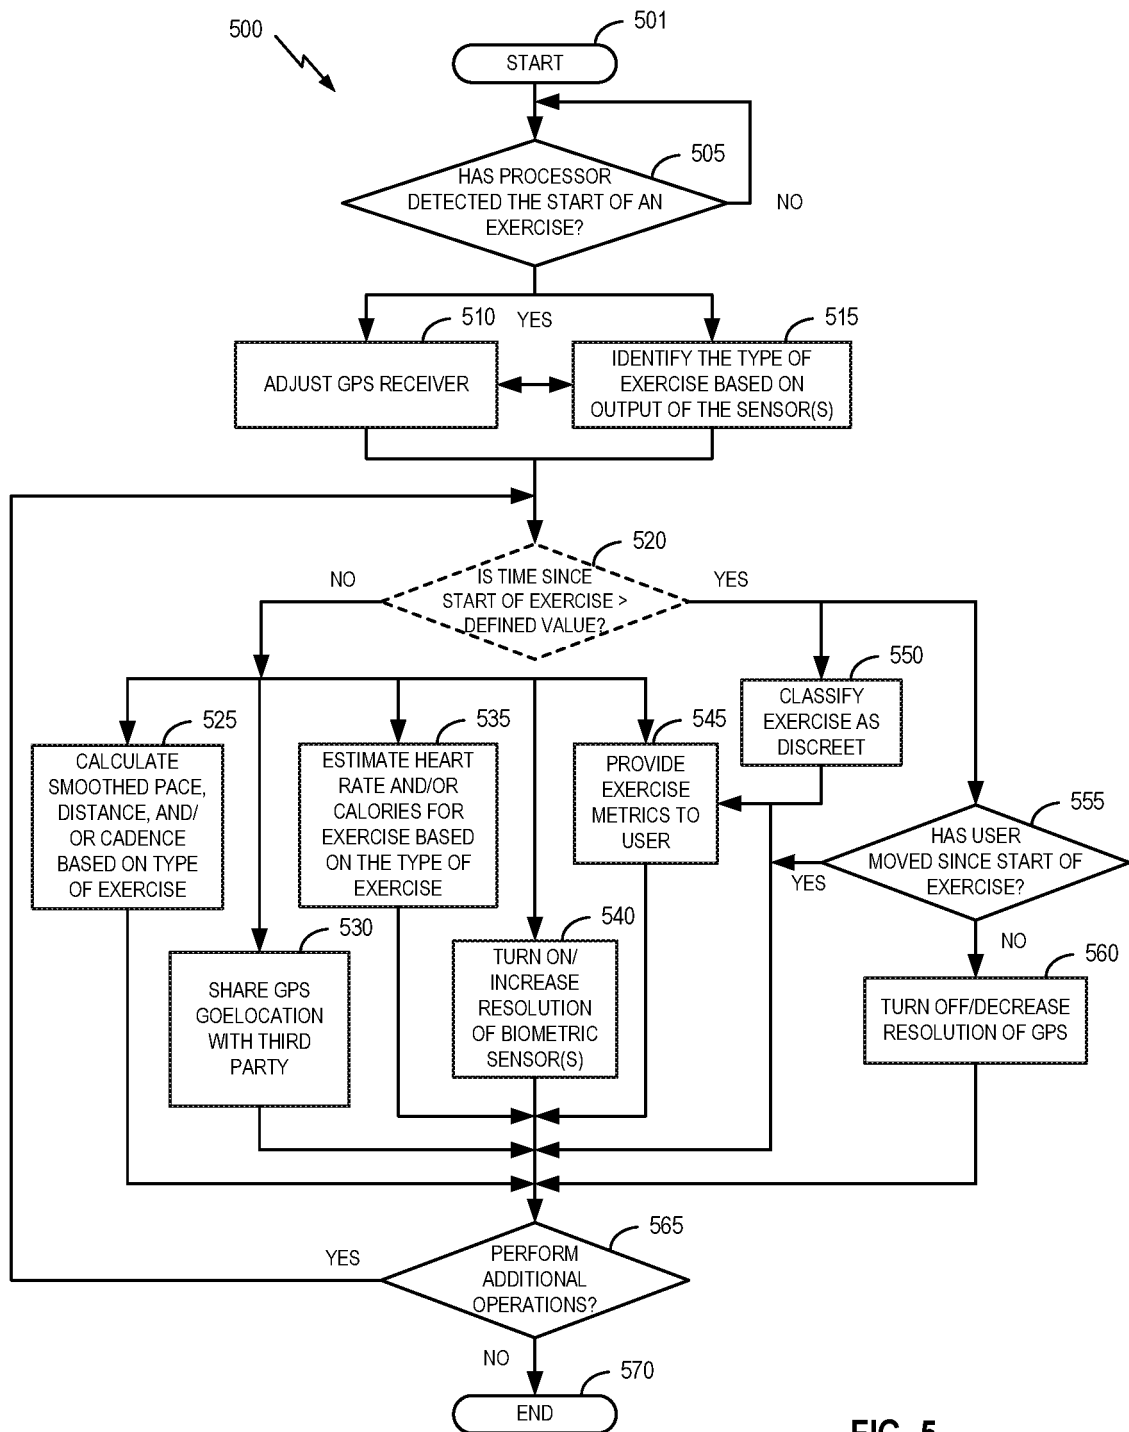 500
501
START
505
HAS PROCESSOR
DETECTED THE START OF AN
EXERCISE?
NO
YES
510
ADJUST GPS RECEIVER
515
IDENTIFY THE TYPE OF
EXERCISE BASED ON
OUTPUT OF THE SENSOR(S)
520
IS TIME SINCE
START OF EXERCISE >
DEFINED VALUE?
NO
YES
525
CALCULATE
SMOOTHED PACE,
DISTANCE, AND/
OR CADENCE
BASED ON TYPE
OF EXERCISE
530
SHARE GPS
GOELOCATION
WITH THIRD
PARTY
535
ESTIMATE HEART
RATE AND/OR
CALORIES FOR
EXERCISE BASED
ON THE TYPE OF
EXERCISE
540
TURN ON/
INCREASE
RESOLUTION
OF BIOMETRIC
SENSOR(S)
545
PROVIDE
EXERCISE
METRICS TO
USER
550
CLASSIFY
EXERCISE AS
DISCREET
555
HAS USER
MOVED SINCE START OF
EXERCISE?
YES
NO
560
TURN OFF/DECREASE
RESOLUTION OF GPS
565
PERFORM
ADDITIONAL
OPERATIONS?
YES
NO
570
END
FIG. 5